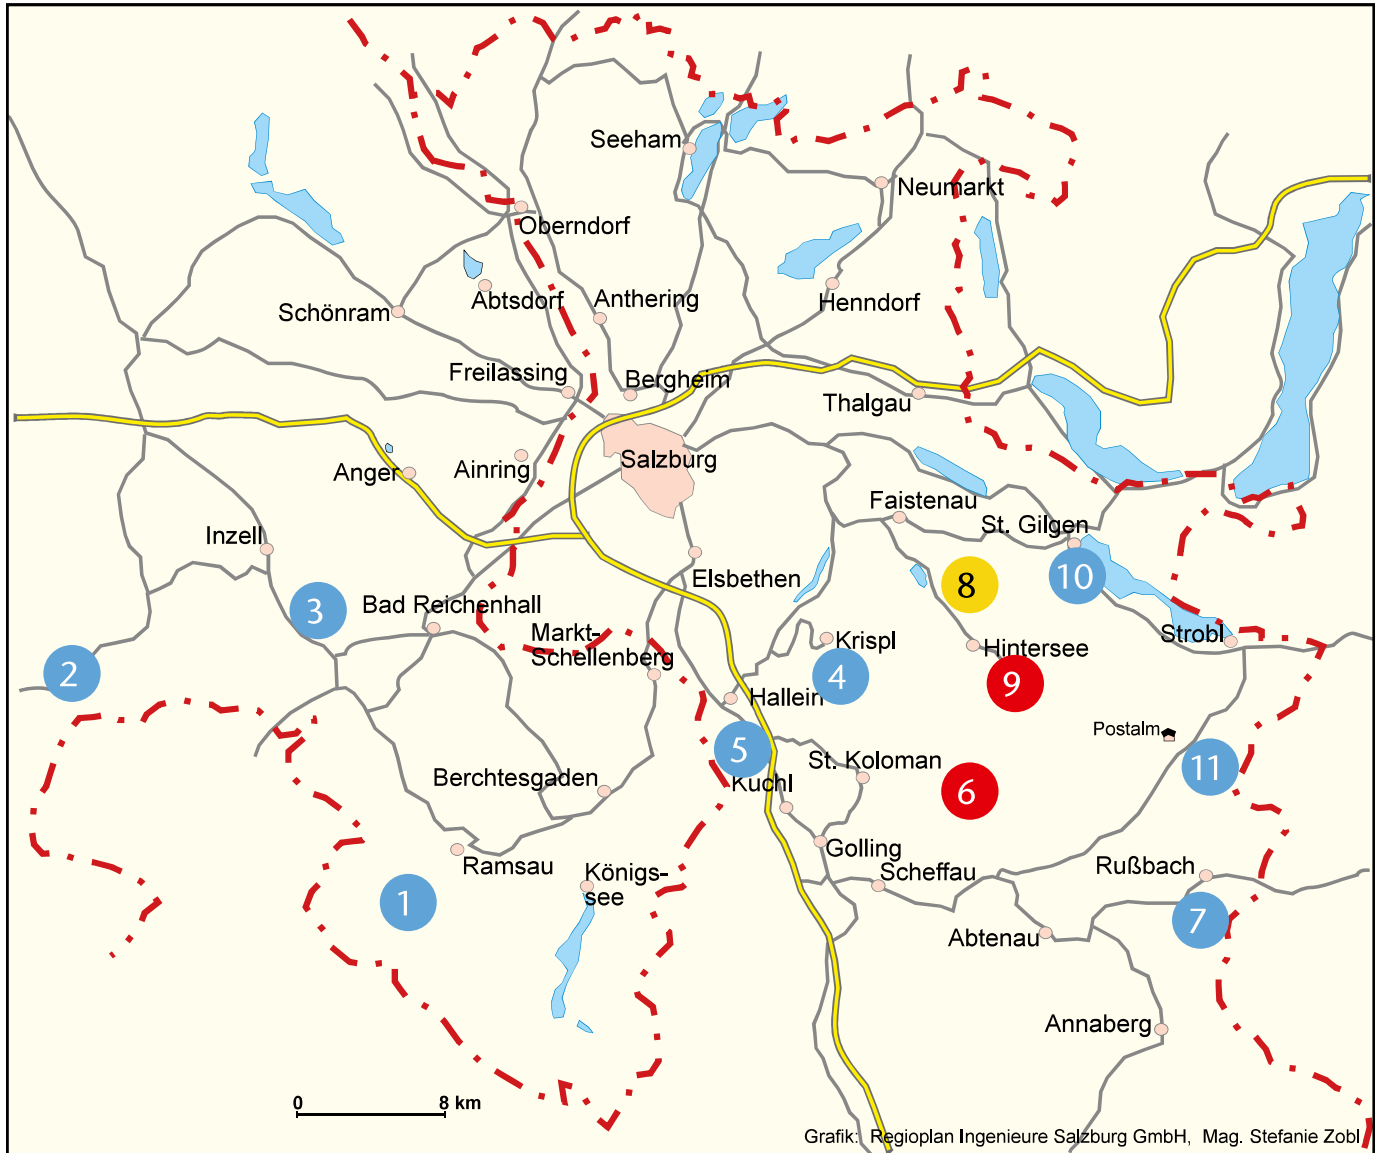 Seeham
Neumarkt
Oberndorf
Abtsdorf
Anthering
Henndorf
Schönram
Freilassing
Bergheim
Thalgau
Salzburg
Anger
Ainring
Faistenau
St. Gilgen
Inzell
Elsbethen
8
10
3
Bad Reichenhall
Markt-
Schellenberg
Krispl
Hintersee
Strobl
2
4
9
Hallein
Postalm
5
St. Koloman
11
Berchtesgaden
Kuchl
6
Golling
Ramsau
Königs-
see
Scheffau
Rußbach
1
7
Abtenau
Annaberg
0 8 km
Grafik: Regioplan Ingenieure Salzburg GmbH, Mag. Stefanie Zobl